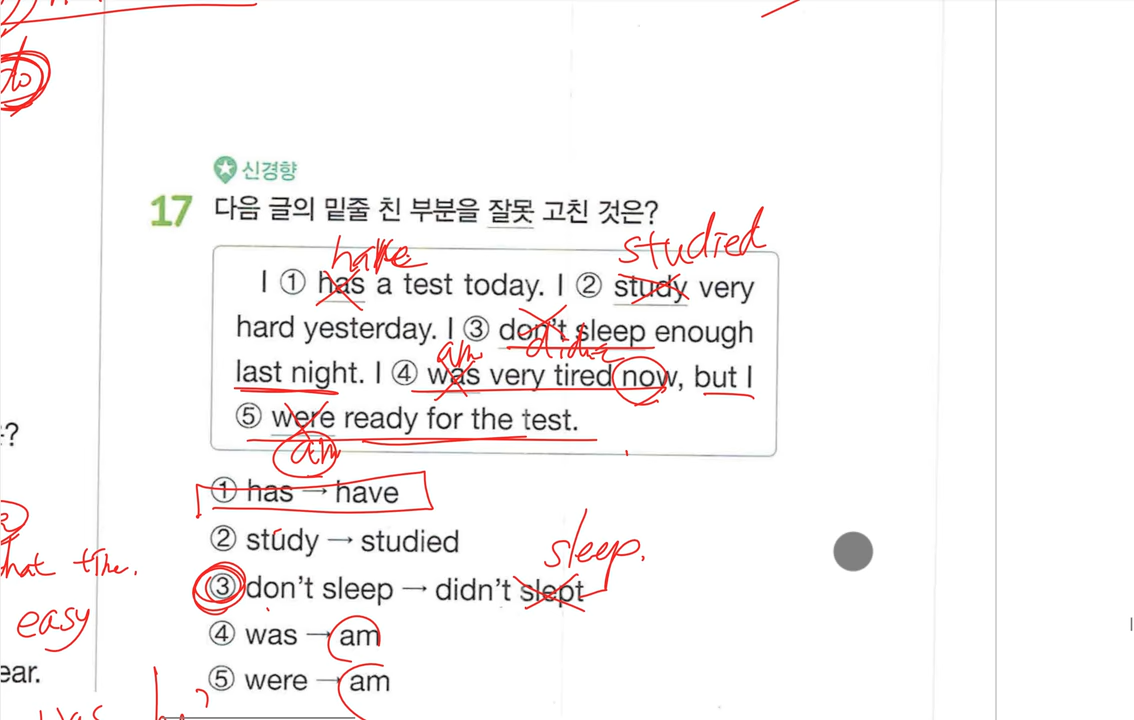 to
신경향
17 다음 글의 밑줄 친 부분을 잘못 고친 것은?
have studied
I ① has a test today. I ② study very
hard yesterday. I ③ don't sleep enough
am
last night. I ④ was very tired now, but I
⑤ were ready for the test.
am
?
① has → have
② study → studied
sleep.
③ don't sleep → didn't slept
④ was → am
⑤ were → am
easy
ear.
was